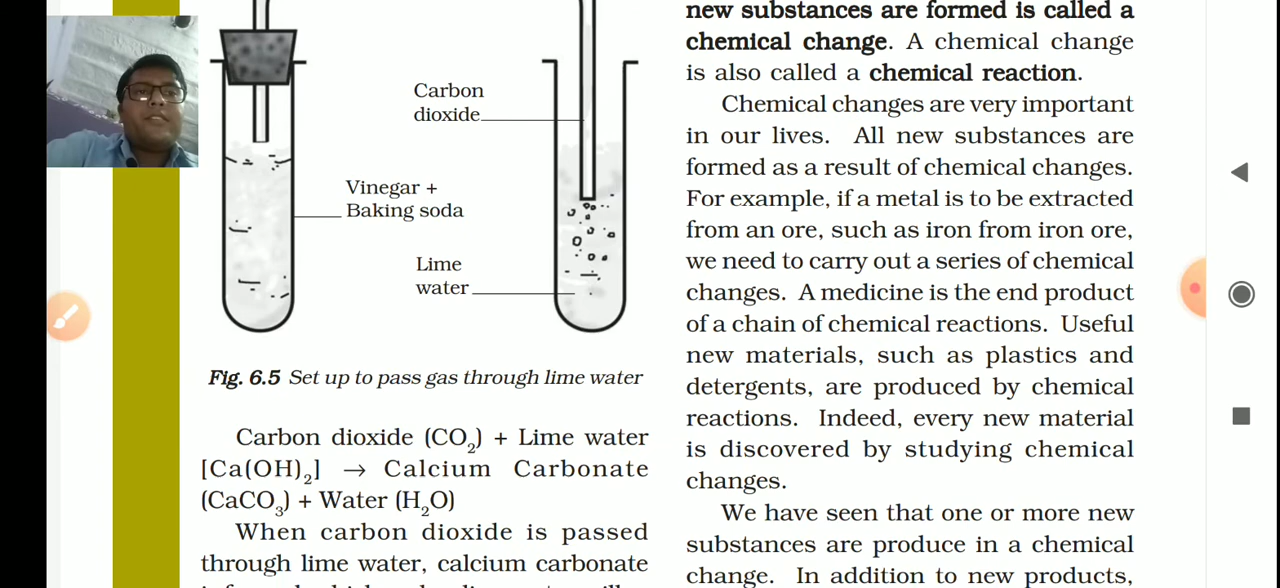 Carbon
dioxide
Vinegar +
Baking soda
Lime
water
Fig. 6.5 Set up to pass gas through lime water
Carbon dioxide (CO₂) + Lime water
[Ca(OH)₂] → Calcium Carbonate
(CaCO₃) + Water (H₂O)
When carbon dioxide is passed
through lime water, calcium carbonate
new substances are formed is called a
chemical change. A chemical change
is also called a chemical reaction.
Chemical changes are very important
in our lives. All new substances are
formed as a result of chemical changes.
For example, if a metal is to be extracted
from an ore, such as iron from iron ore,
we need to carry out a series of chemical
changes. A medicine is the end product
of a chain of chemical reactions. Useful
new materials, such as plastics and
detergents, are produced by chemical
reactions. Indeed, every new material
is discovered by studying chemical
changes.
We have seen that one or more new
substances are produce in a chemical
change. In addition to new products,